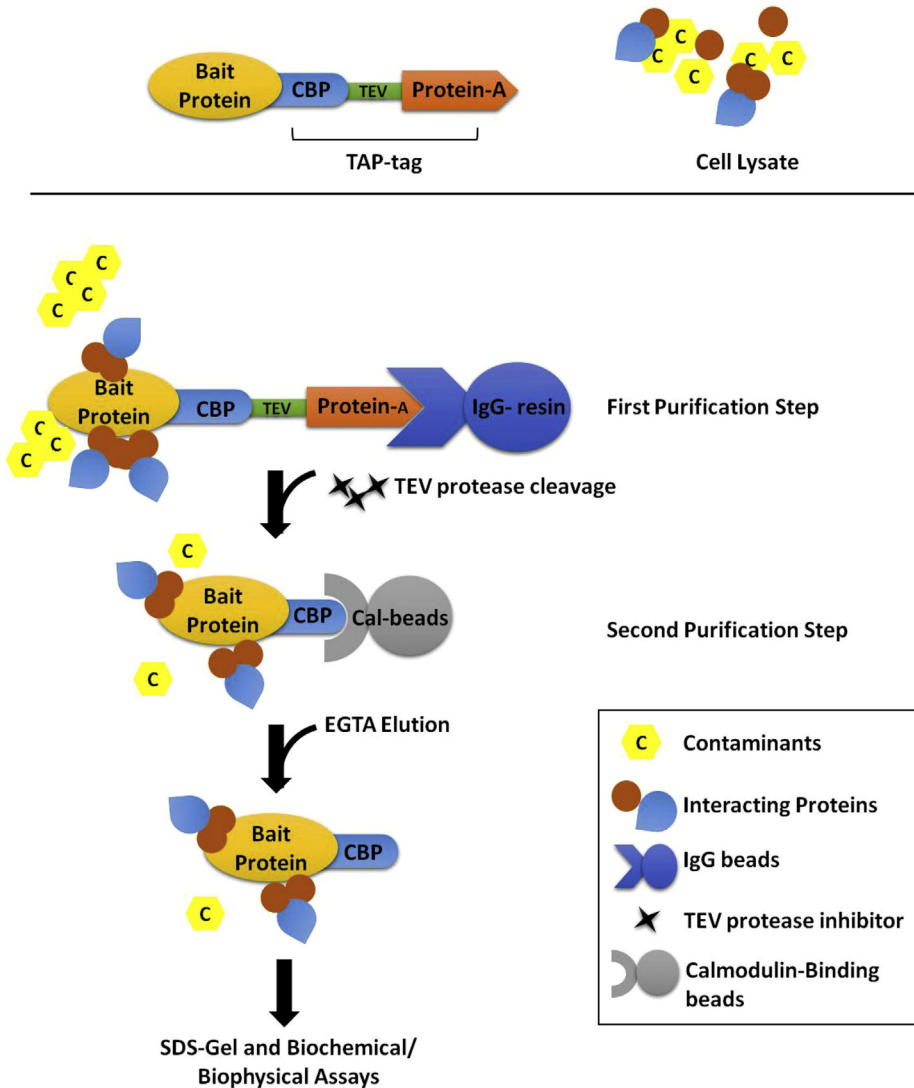 Bait
Protein
CBP
TEV
Protein-A
TAP-tag
C
C
C
C
C
Cell Lysate
C
C
C
C
Bait
Protein
CBP
TEV
Protein-A
IgG- resin
First Purification Step
C
C
C
TEV protease cleavage
C
Bait
Protein
CBP
Cal-beads
Second Purification Step
C
EGTA Elution
Bait
Protein
CBP
C
SDS-Gel and Biochemical/
Biophysical Assays
C
Contaminants
Interacting Proteins
IgG beads
TEV protease inhibitor
Calmodulin-Binding
beads